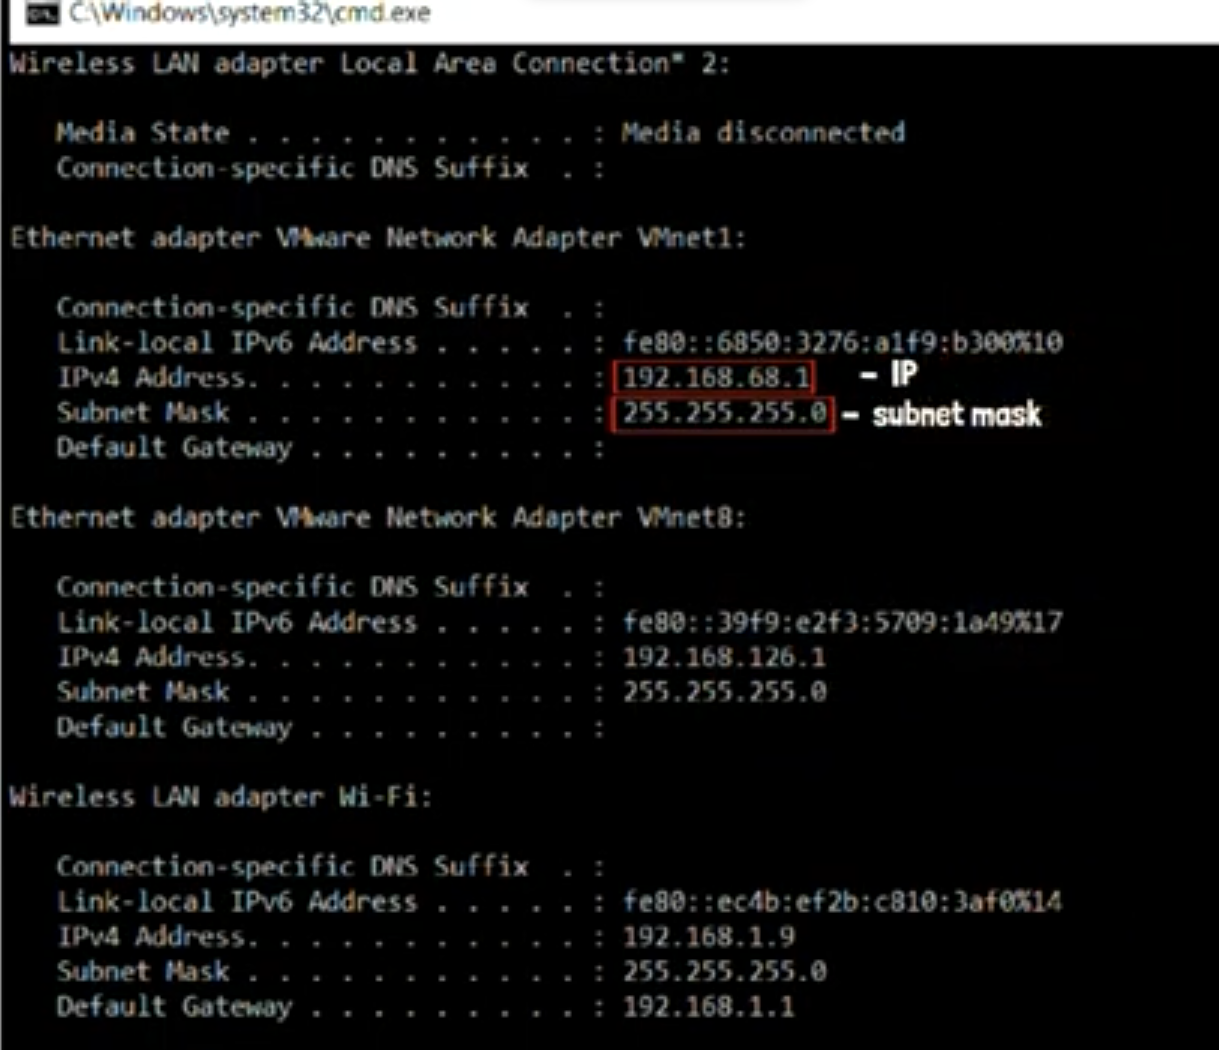 C:\Windows\system32\cmd.exe
Wireless LAN adapter Local Area Connection* 2:
Media State . . . . . . . . . . . : Media disconnected
Connection-specific DNS Suffix  . :
Ethernet adapter VMware Network Adapter VMnet1:
Connection-specific DNS Suffix  . :
Link-local IPv6 Address . . . . . : fe80::6850:3276:a1f9:b300%10
IPv4 Address. . . . . . . . . . . : 192.168.68.1 - IP
Subnet Mask . . . . . . . . . . . : 255.255.255.0 - subnet mask
Default Gateway . . . . . . . . . :
Ethernet adapter VMware Network Adapter VMnet8:
Connection-specific DNS Suffix  . :
Link-local IPv6 Address . . . . . : fe80::39f9:e2f3:5709:1a49%17
IPv4 Address. . . . . . . . . . . : 192.168.126.1
Subnet Mask . . . . . . . . . . . : 255.255.255.0
Default Gateway . . . . . . . . . :
Wireless LAN adapter Wi-Fi:
Connection-specific DNS Suffix  . :
Link-local IPv6 Address . . . . . : fe80::ec4b:ef2b:c810:3af0%14
IPv4 Address. . . . . . . . . . . : 192.168.1.9
Subnet Mask . . . . . . . . . . . : 255.255.255.0
Default Gateway . . . . . . . . . : 192.168.1.1